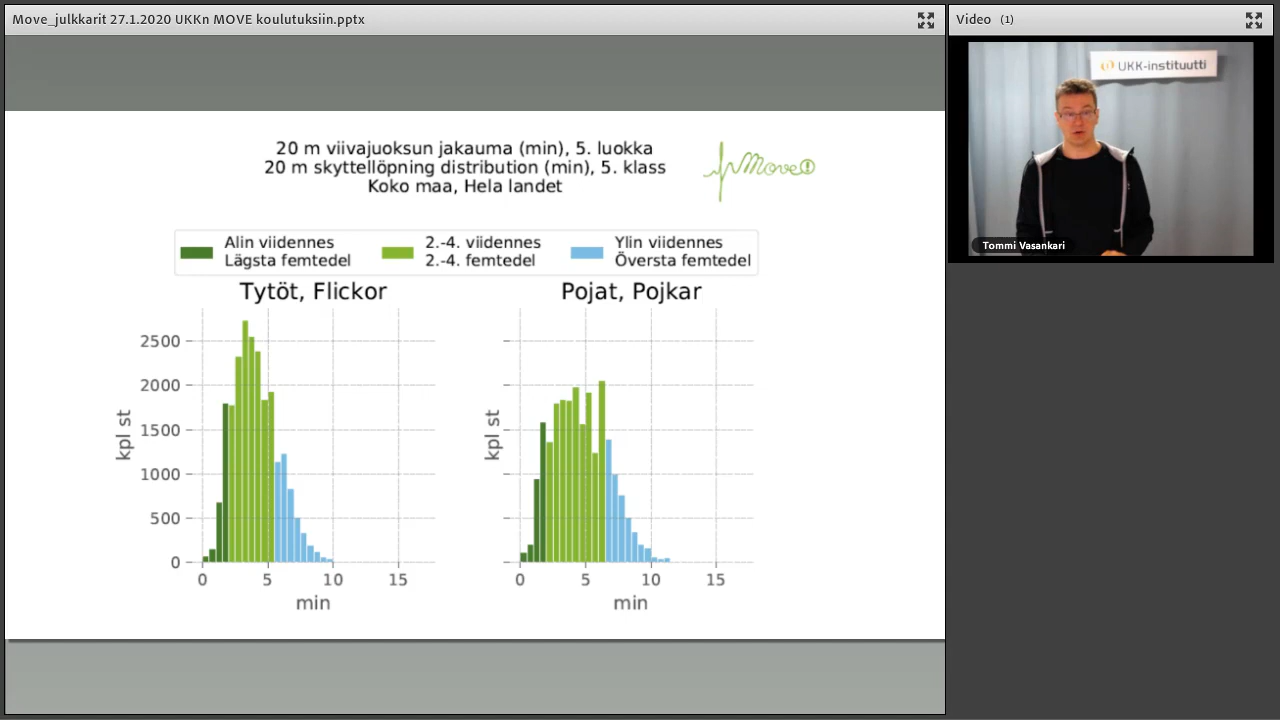 Move_julkkarit 27.1.2020 UKKn MOVE koulutuksiin.pptx
Video (1)
UKK-instituutti
Tommi Vasankari
20 m viivajuoksun jakauma (min), 5. luokka
20 m skyttellöpning distribution (min), 5. klass
Koko maa, Hela landet
Move!
Alin viidennes
Lägsta femtedel
2.-4. viidennes
2.-4. femtedel
Ylin viidennes
Översta femtedel
Tytöt, Flickor
Pojat, Pojkar
kpl st
2500
2000
1500
1000
500
0
0 5 10 15
min
kpl st
0 5 10 15
min